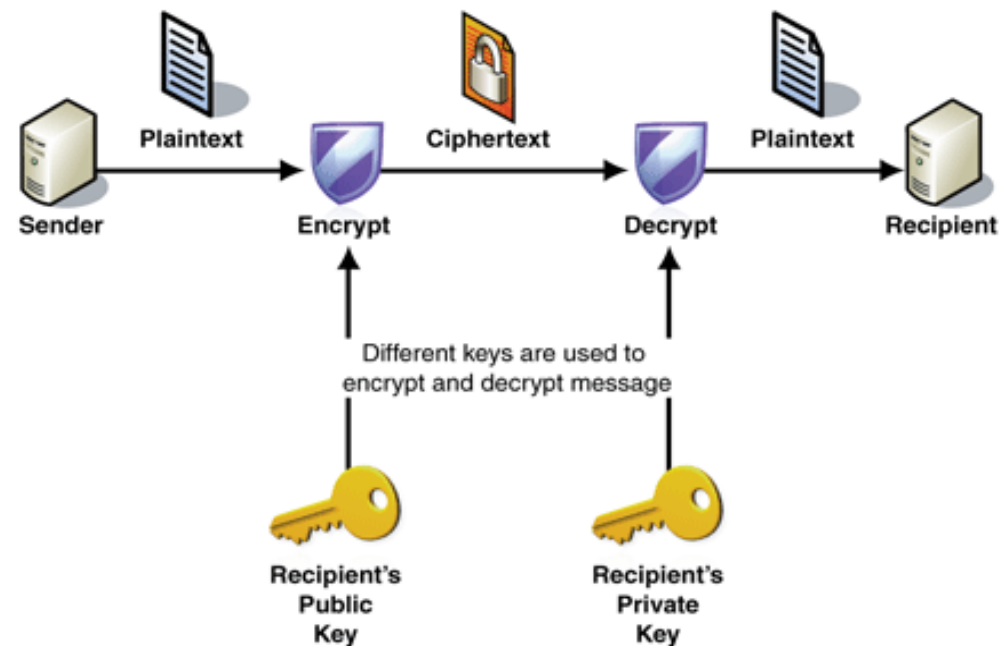 Plaintext
Ciphertext
Plaintext
Sender
Encrypt
Decrypt
Recipient
Different keys are used to
encrypt and decrypt message
Recipient's
Public
Key
Recipient's
Private
Key